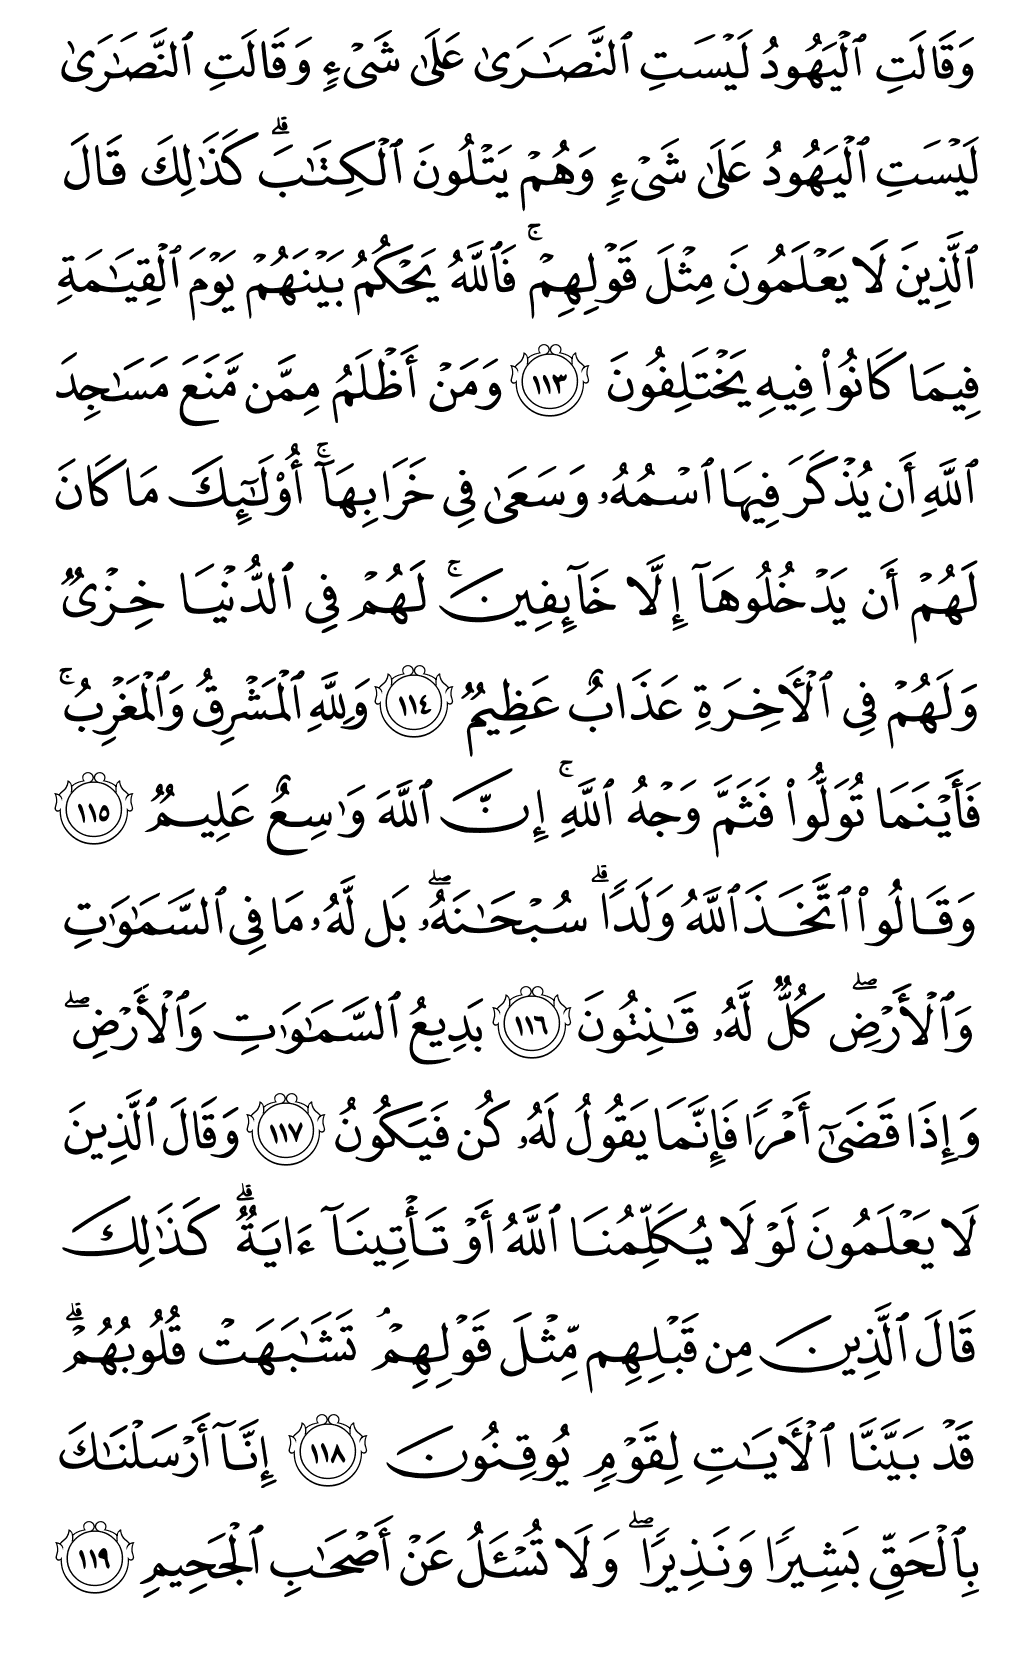 وَقَالَتِ ٱلْيَهُودُ لَيْسَتِ ٱلنَّصَـٰرَىٰ عَلَىٰ شَىْءٍ وَقَالَتِ ٱلنَّصَـٰرَىٰ
لَيْسَتِ ٱلْيَهُودُ عَلَىٰ شَىْءٍ وَهُمْ يَتْلُونَ ٱلْكِتَـٰبَ ۗ كَذَٰلِكَ قَالَ
ٱلَّذِينَ لَا يَعْلَمُونَ مِثْلَ قَوْلِهِمْ ۚ فَٱللَّهُ يَحْكُمُ بَيْنَهُمْ يَوْمَ ٱلْقِيَـٰمَةِ
فِيمَا كَانُوا۟ فِيهِ يَخْتَلِفُونَ ١١٣ وَمَنْ أَظْلَمُ مِمَّن مَّنَعَ مَسَـٰجِدَ
ٱللَّهِ أَن يُذْكَرَ فِيهَا ٱسْمُهُۥ وَسَعَىٰ فِى خَرَابِهَآ ۚ أُو۟لَـٰٓئِكَ مَا كَانَ
لَهُمْ أَن يَدْخُلُوهَآ إِلَّا خَآئِفِينَ ۚ لَهُمْ فِى ٱلدُّنْيَا خِزْىٌ
وَلَهُمْ فِى ٱلْـَٔاخِرَةِ عَذَابٌ عَظِيمٌ ١١٤ وَلِلَّهِ ٱلْمَشْرِقُ وَٱلْمَغْرِبُ ۚ
فَأَيْنَمَا تُوَلُّوا۟ فَثَمَّ وَجْهُ ٱللَّهِ ۚ إِنَّ ٱللَّهَ وَٰسِعٌ عَلِيمٌ ١١٥
وَقَالُوا۟ ٱتَّخَذَ ٱللَّهُ وَلَدًا ۗ سُبْحَـٰنَهُۥ ۖ بَل لَّهُۥ مَا فِى ٱلسَّمَـٰوَٰتِ
وَٱلْأَرْضِ ۖ كُلٌّ لَّهُۥ قَـٰنِتُونَ ١١٦ بَدِيعُ ٱلسَّمَـٰوَٰتِ وَٱلْأَرْضِ ۖ
وَإِذَا قَضَىٰٓ أَمْرًا فَإِنَّمَا يَقُولُ لَهُۥ كُن فَيَكُونُ ١١٧ وَقَالَ ٱلَّذِينَ
لَا يَعْلَمُونَ لَوْلَا يُكَلِّمُنَا ٱللَّهُ أَوْ تَأْتِينَآ ءَايَةٌ ۗ كَذَٰلِكَ
قَالَ ٱلَّذِينَ مِن قَبْلِهِم مِّثْلَ قَوْلِهِمْ ۘ تَشَـٰبَهَتْ قُلُوبُهُمْ ۗ
قَدْ بَيَّنَّا ٱلْـَٔايَـٰتِ لِقَوْمٍ يُوقِنُونَ ١١٨ إِنَّآ أَرْسَلْنَـٰكَ
بِٱلْحَقِّ بَشِيرًا وَنَذِيرًا ۖ وَلَا تُسْـَٔلُ عَنْ أَصْحَـٰبِ ٱلْجَحِيمِ ١١٩